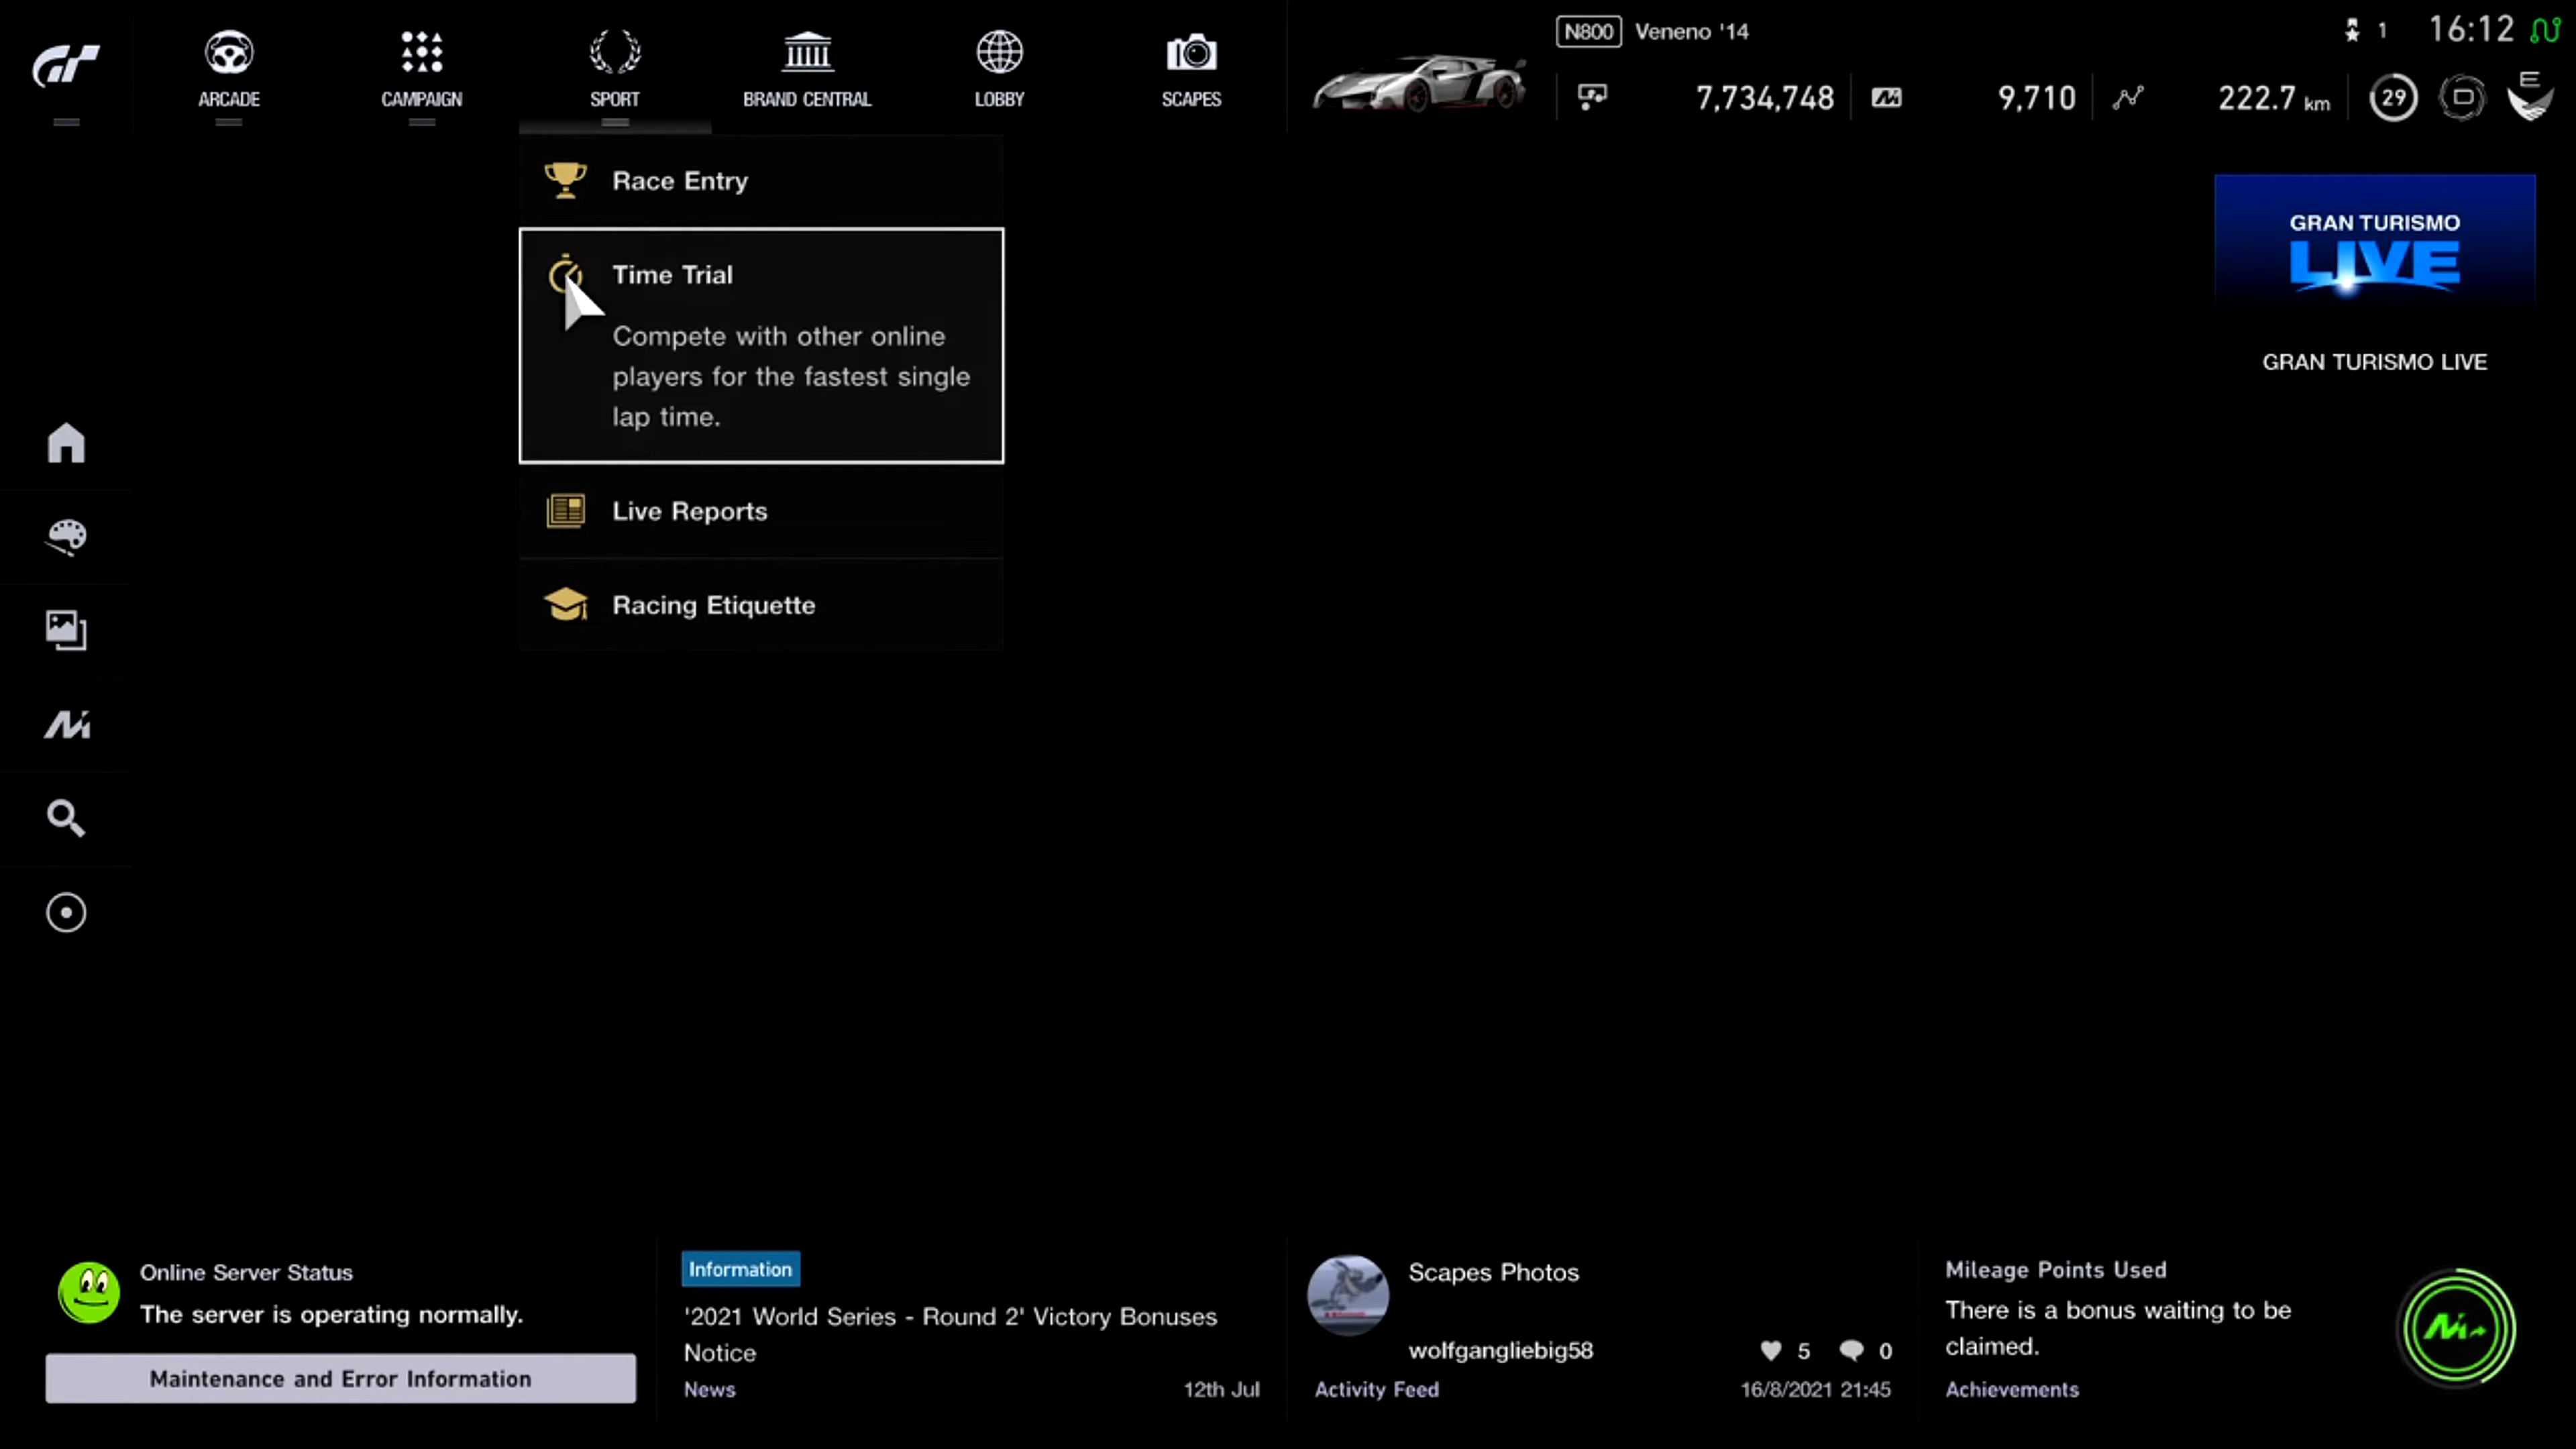 ARCADE
CAMPAIGN
SPORT
BRAND CENTRAL
LOBBY
SCAPES
N800 Veneno '14
1 16:12
7,734,748 9,710 222.7 km 29 D E
Race Entry
Time Trial
Compete with other online
players for the fastest single
lap time.
Live Reports
Racing Etiquette
GRAN TURISMO
LIVE
GRAN TURISMO LIVE
Online Server Status
The server is operating normally.
Maintenance and Error Information
Information
'2021 World Series - Round 2' Victory Bonuses
Notice
News 12th Jul
Scapes Photos
wolfgangliebig58 5 0
Activity Feed 16/8/2021 21:45
Mileage Points Used
There is a bonus waiting to be
claimed.
Achievements